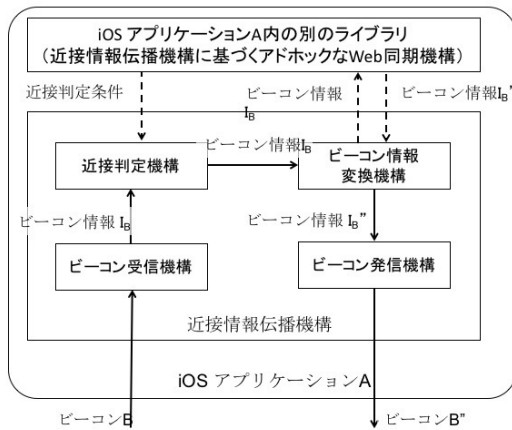 iOS アプリケーションA内の別のライブラリ
（近接情報伝播機構に基づくアドホックなWeb同期機構）
近接判定条件
ビーコン情報
I_B
ビーコン情報I_B"
ビーコン情報I_B
近接判定機構
ビーコン情報
変換機構
ビーコン情報 I_B
ビーコン情報 I_B"
ビーコン受信機構
ビーコン発信機構
近接情報伝播機構
iOS アプリケーションA
ビーコンB
ビーコンB"